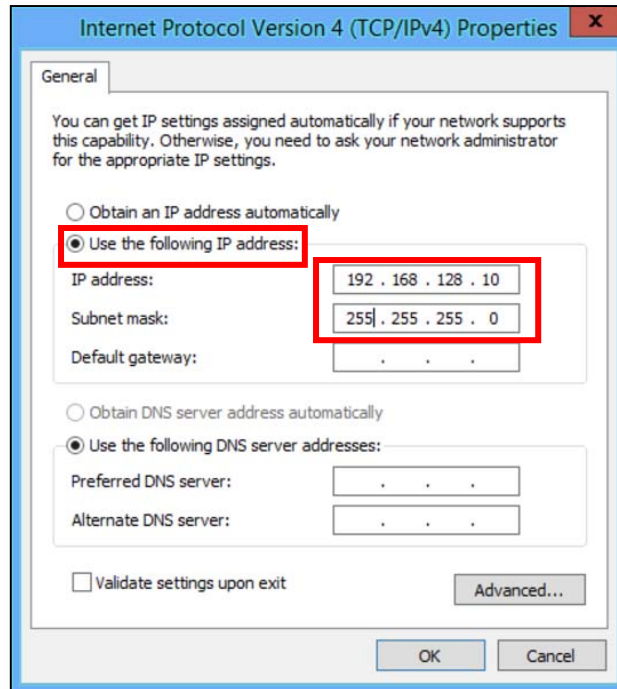 Internet Protocol Version 4 (TCP/IPv4) Properties
x
General
You can get IP settings assigned automatically if your network supports
this capability. Otherwise, you need to ask your network administrator
for the appropriate IP settings.
Obtain an IP address automatically
Use the following IP address:
IP address: 192 . 168 . 128 . 10
Subnet mask: 255 . 255 . 255 . 0
Default gateway: . . .
Obtain DNS server address automatically
Use the following DNS server addresses:
Preferred DNS server: . . .
Alternate DNS server: . . .
Validate settings upon exit
Advanced...
OK Cancel